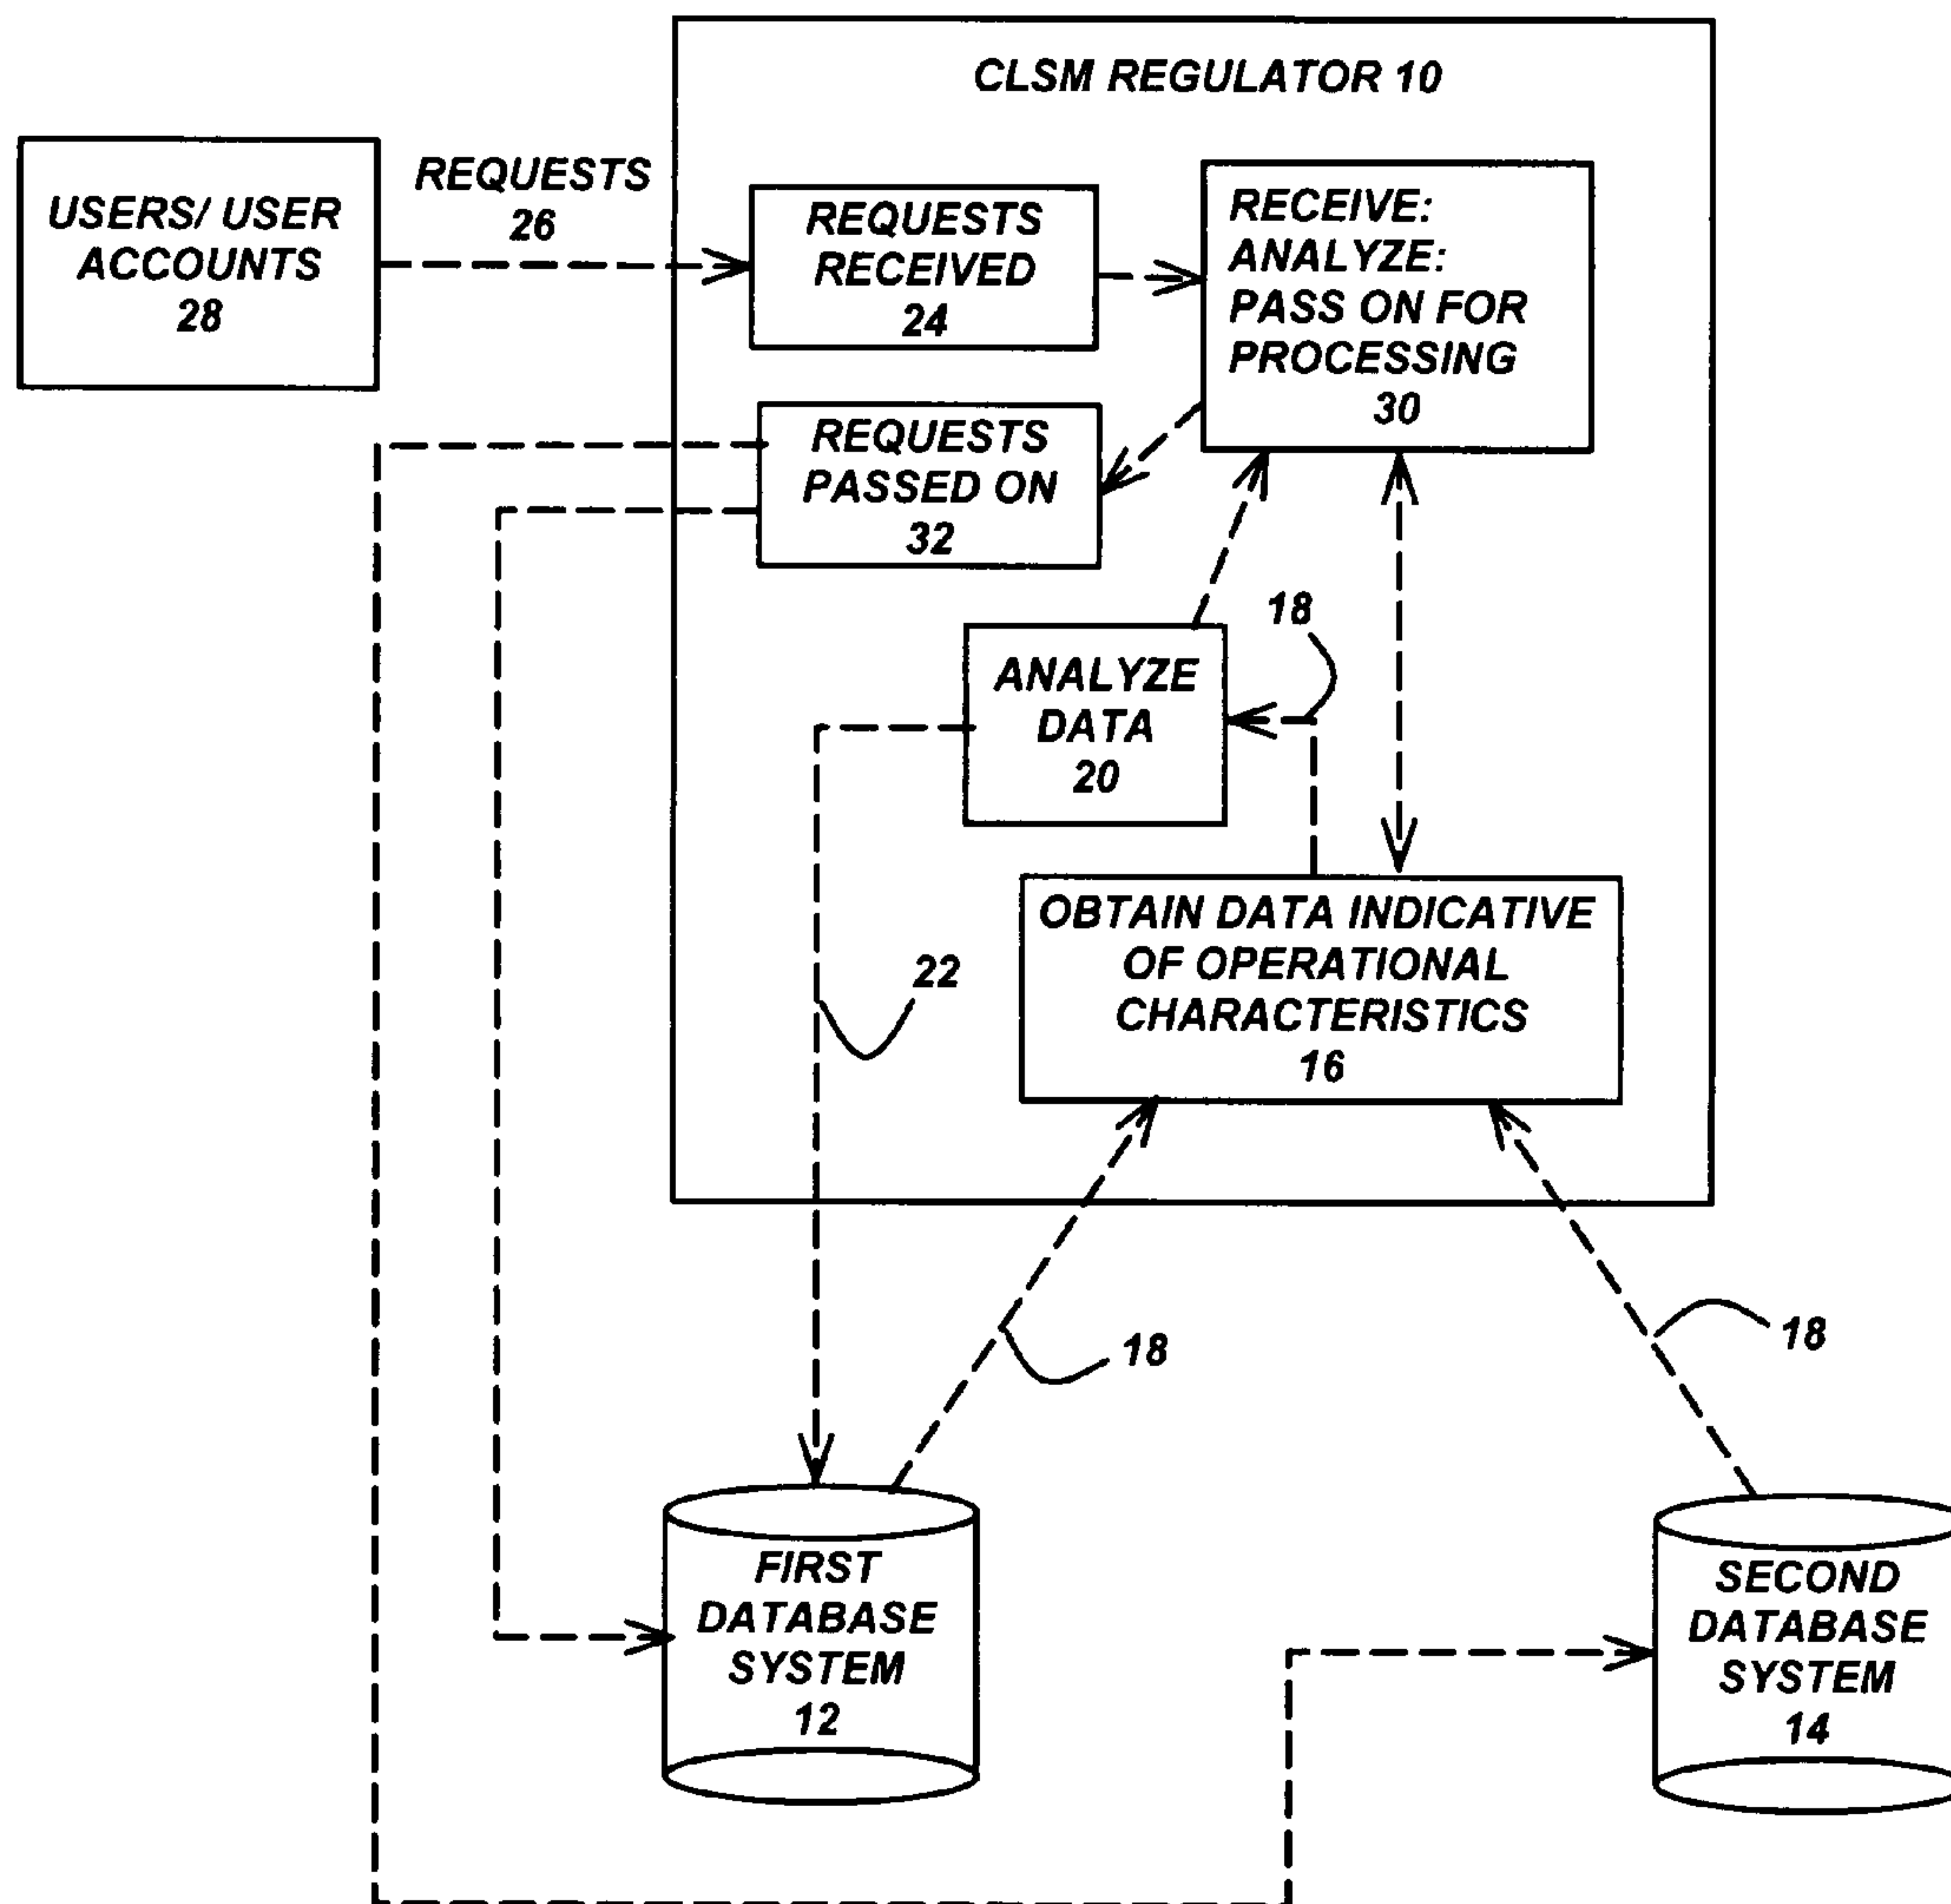 CLSM REGULATOR 10
USERS/ USER
ACCOUNTS
28
REQUESTS
26
REQUESTS
RECEIVED
24
RECEIVE:
ANALYZE:
PASS ON FOR
PROCESSING
30
REQUESTS
PASSED ON
32
18
ANALYZE
DATA
20
OBTAIN DATA INDICATIVE
OF OPERATIONAL
CHARACTERISTICS
16
22
18
18
FIRST
DATABASE
SYSTEM
12
SECOND
DATABASE
SYSTEM
14